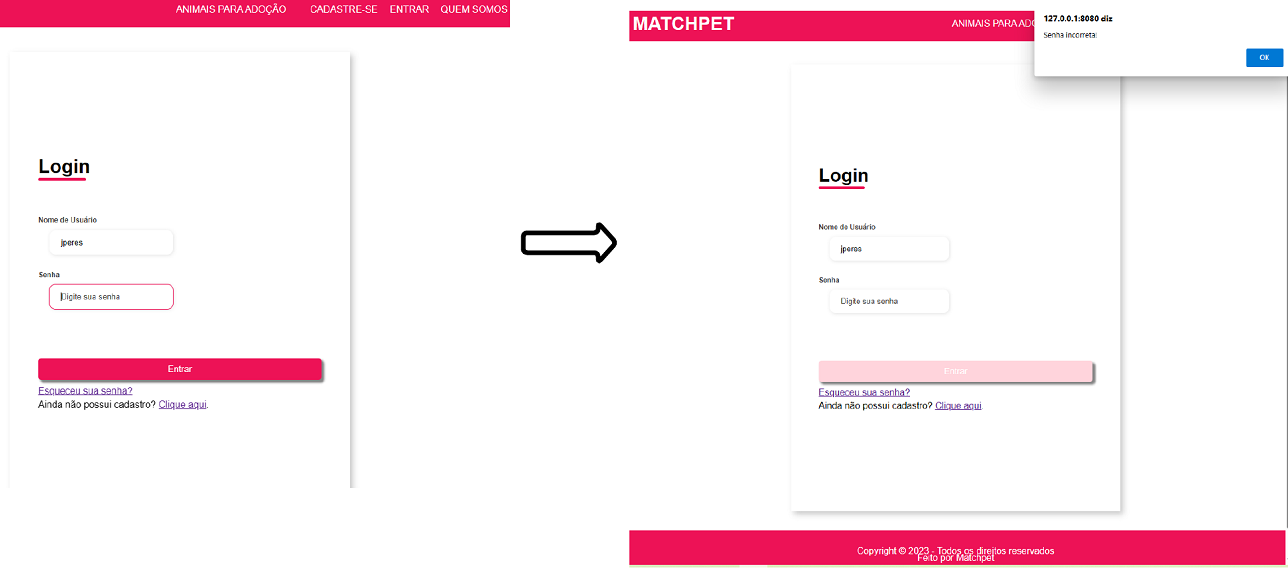 ANIMAIS PARA ADOÇÃO CADASTRE-SE ENTRAR QUEM SOMOS
Login
Nome de Usuário
jperes
Senha
Digite sua senha
Entrar
Esqueceu sua senha?
Ainda não possui cadastro? Clique aqui.
MATCHPET
ANIMAIS PARA ADO
127.0.0.1:8080 diz
Senha incorreta!
OK
Login
Nome de Usuário
jperes
Senha
Digite sua senha
Entrar
Esqueceu sua senha?
Ainda não possui cadastro? Clique aqui.
Copyright © 2023 - Todos os direitos reservados
Feito por Matchpet